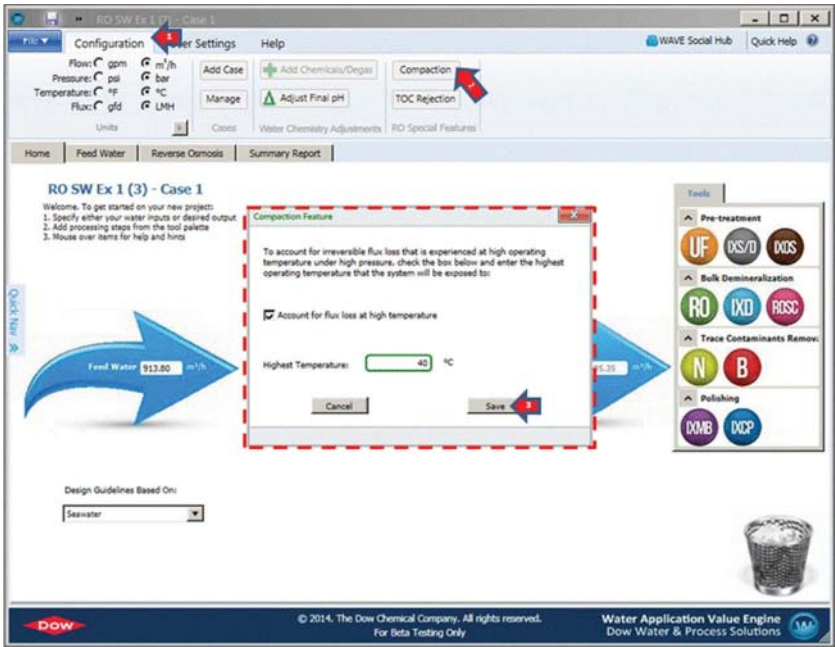 RO SW Ex 1 (3) - Case 1
File
Configuration
User Settings
Help
WAVE Social Hub
Quick Help
1
Flow: gpm m³/h
Pressure: psi bar
Temperature: °F °C
Flux: gfd LMH
Units
Add Case
Manage
Cases
Add Chemicals/Degas
Adjust Final pH
Water Chemistry Adjustments
Compaction
2
TOC Rejection
RO Special Features
Home
Feed Water
Reverse Osmosis
Summary Report
RO SW Ex 1 (3) - Case 1
Welcome. To get started on your new project:
1. Specify either your water inputs or desired output
2. Add processing steps from the tool palette
3. Mouse over items for help and hints
Quick Nav
Feed Water 913.80 m³/h
Compaction Feature
To account for irreversible flux loss that is experienced at high operating
temperature under high pressure, check the box below and enter the highest
operating temperature that the system will be exposed to:
Account for flux loss at high temperature
Highest Temperature: 40 °C
Cancel
Save
3
95.35 m³/h
Tools
Pre-treatment
UF
IXS/D
IXOS
Bulk Demineralization
RO
IXD
ROSC
Trace Contaminants Remov
N
B
Polishing
IXMB
IXCP
Design Guidelines Based On:
Seawater
DOW
© 2014. The Dow Chemical Company. All rights reserved.
For Beta Testing Only
Water Application Value Engine
Dow Water & Process Solutions